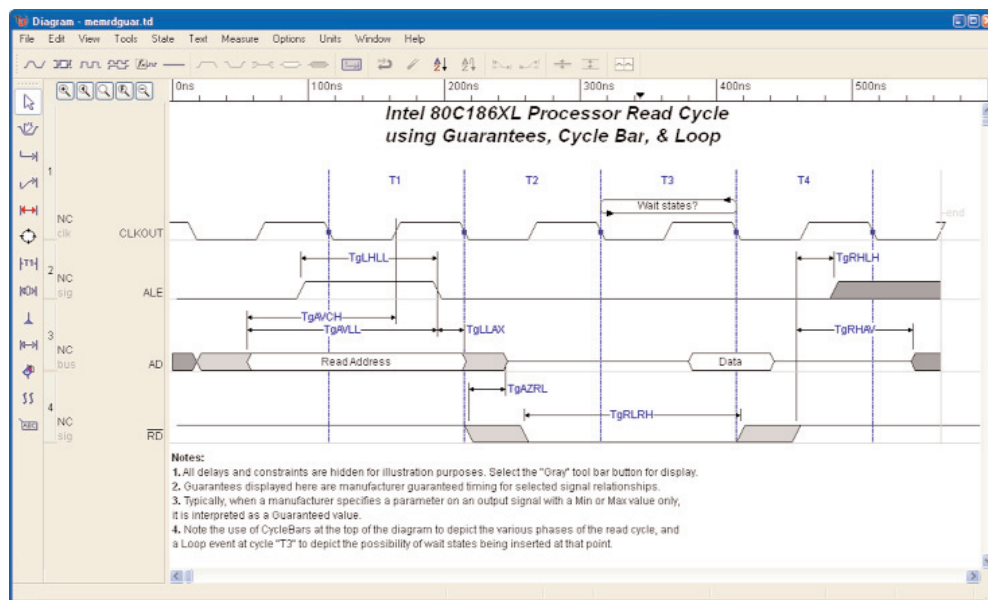 Diagram - memrdguar.td
File Edit View Tools State Text Measure Options Units Window Help
0ns 100ns 200ns 300ns 400ns 500ns
Intel 80C186XL Processor Read Cycle
using Guarantees, Cycle Bar, & Loop
T1 T2 T3 T4
Wait states?
1 NC
clk CLKOUT
end
TgLHLL TgRHLH
2 NC
sig ALE
TgAVCH
TgAVLL TgLLAX TgRHAV
3 NC
bus AD Read Address Data
TgAZRL
TgRLRH
4 NC
sig RD
Notes:
1. All delays and constraints are hidden for illustration purposes. Select the "Gray" tool bar button for display.
2. Guarantees displayed here are manufacturer guaranteed timing for selected signal relationships.
3. Typically, when a manufacturer specifies a parameter on an output signal with a Min or Max value only,
it is interpreted as a Guaranteed value.
4. Note the use of CycleBars at the top of the diagram to depict the various phases of the read cycle, and
a Loop event at cycle "T3" to depict the possibility of wait states being inserted at that point.